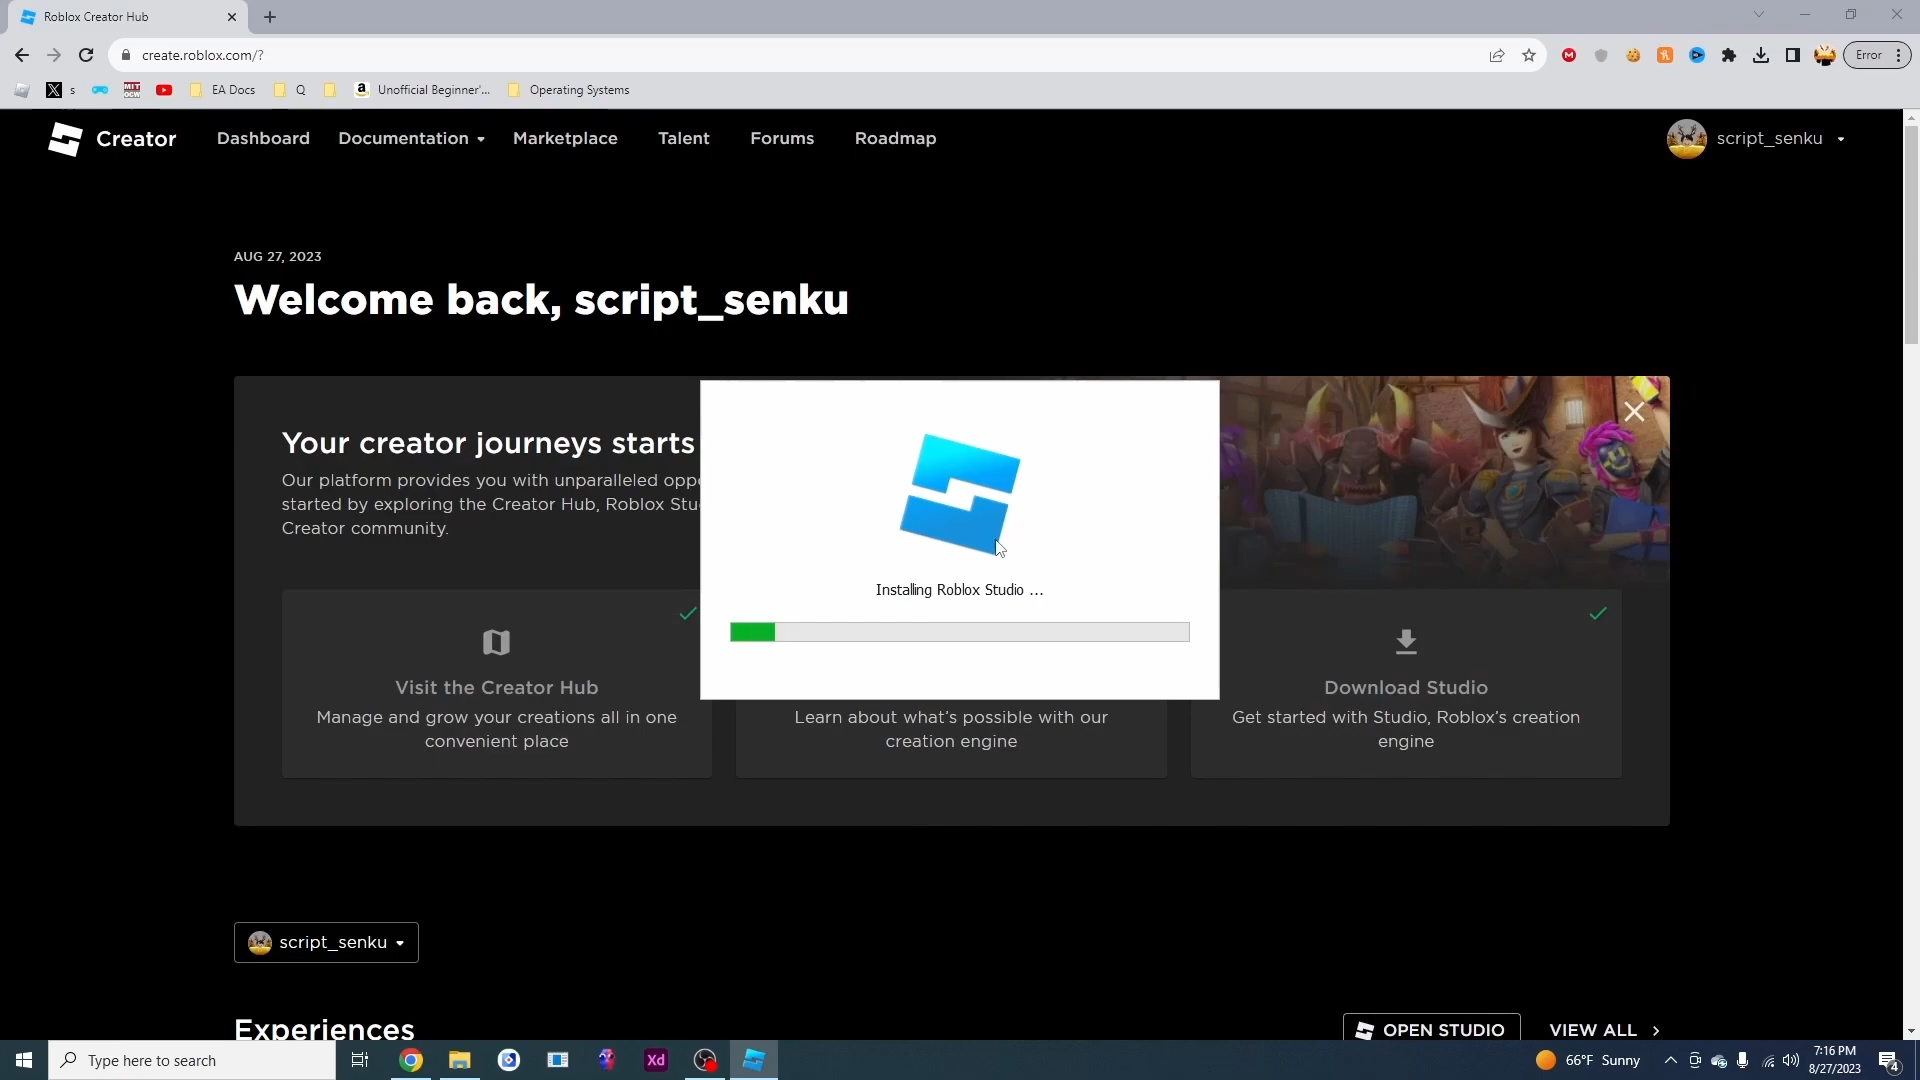 Roblox Creator Hub
create.roblox.com/?
Error
s
MIT
OCW
EA Docs
Q
Unofficial Beginner'...
Operating Systems
Creator
Dashboard
Documentation
Marketplace
Talent
Forums
Roadmap
script_senku
AUG 27, 2023
Welcome back, script_senku
Your creator journeys starts
Our platform provides you with unparalleled oppo
started by exploring the Creator Hub, Roblox Stu
Creator community.
Installing Roblox Studio ...
Visit the Creator Hub
Manage and grow your creations all in one
convenient place
Learn about what's possible with our
creation engine
Download Studio
Get started with Studio, Roblox's creation
engine
script_senku
Experiences
OPEN STUDIO
VIEW ALL
Type here to search
Xd
66°F Sunny
7:16 PM
8/27/2023
4